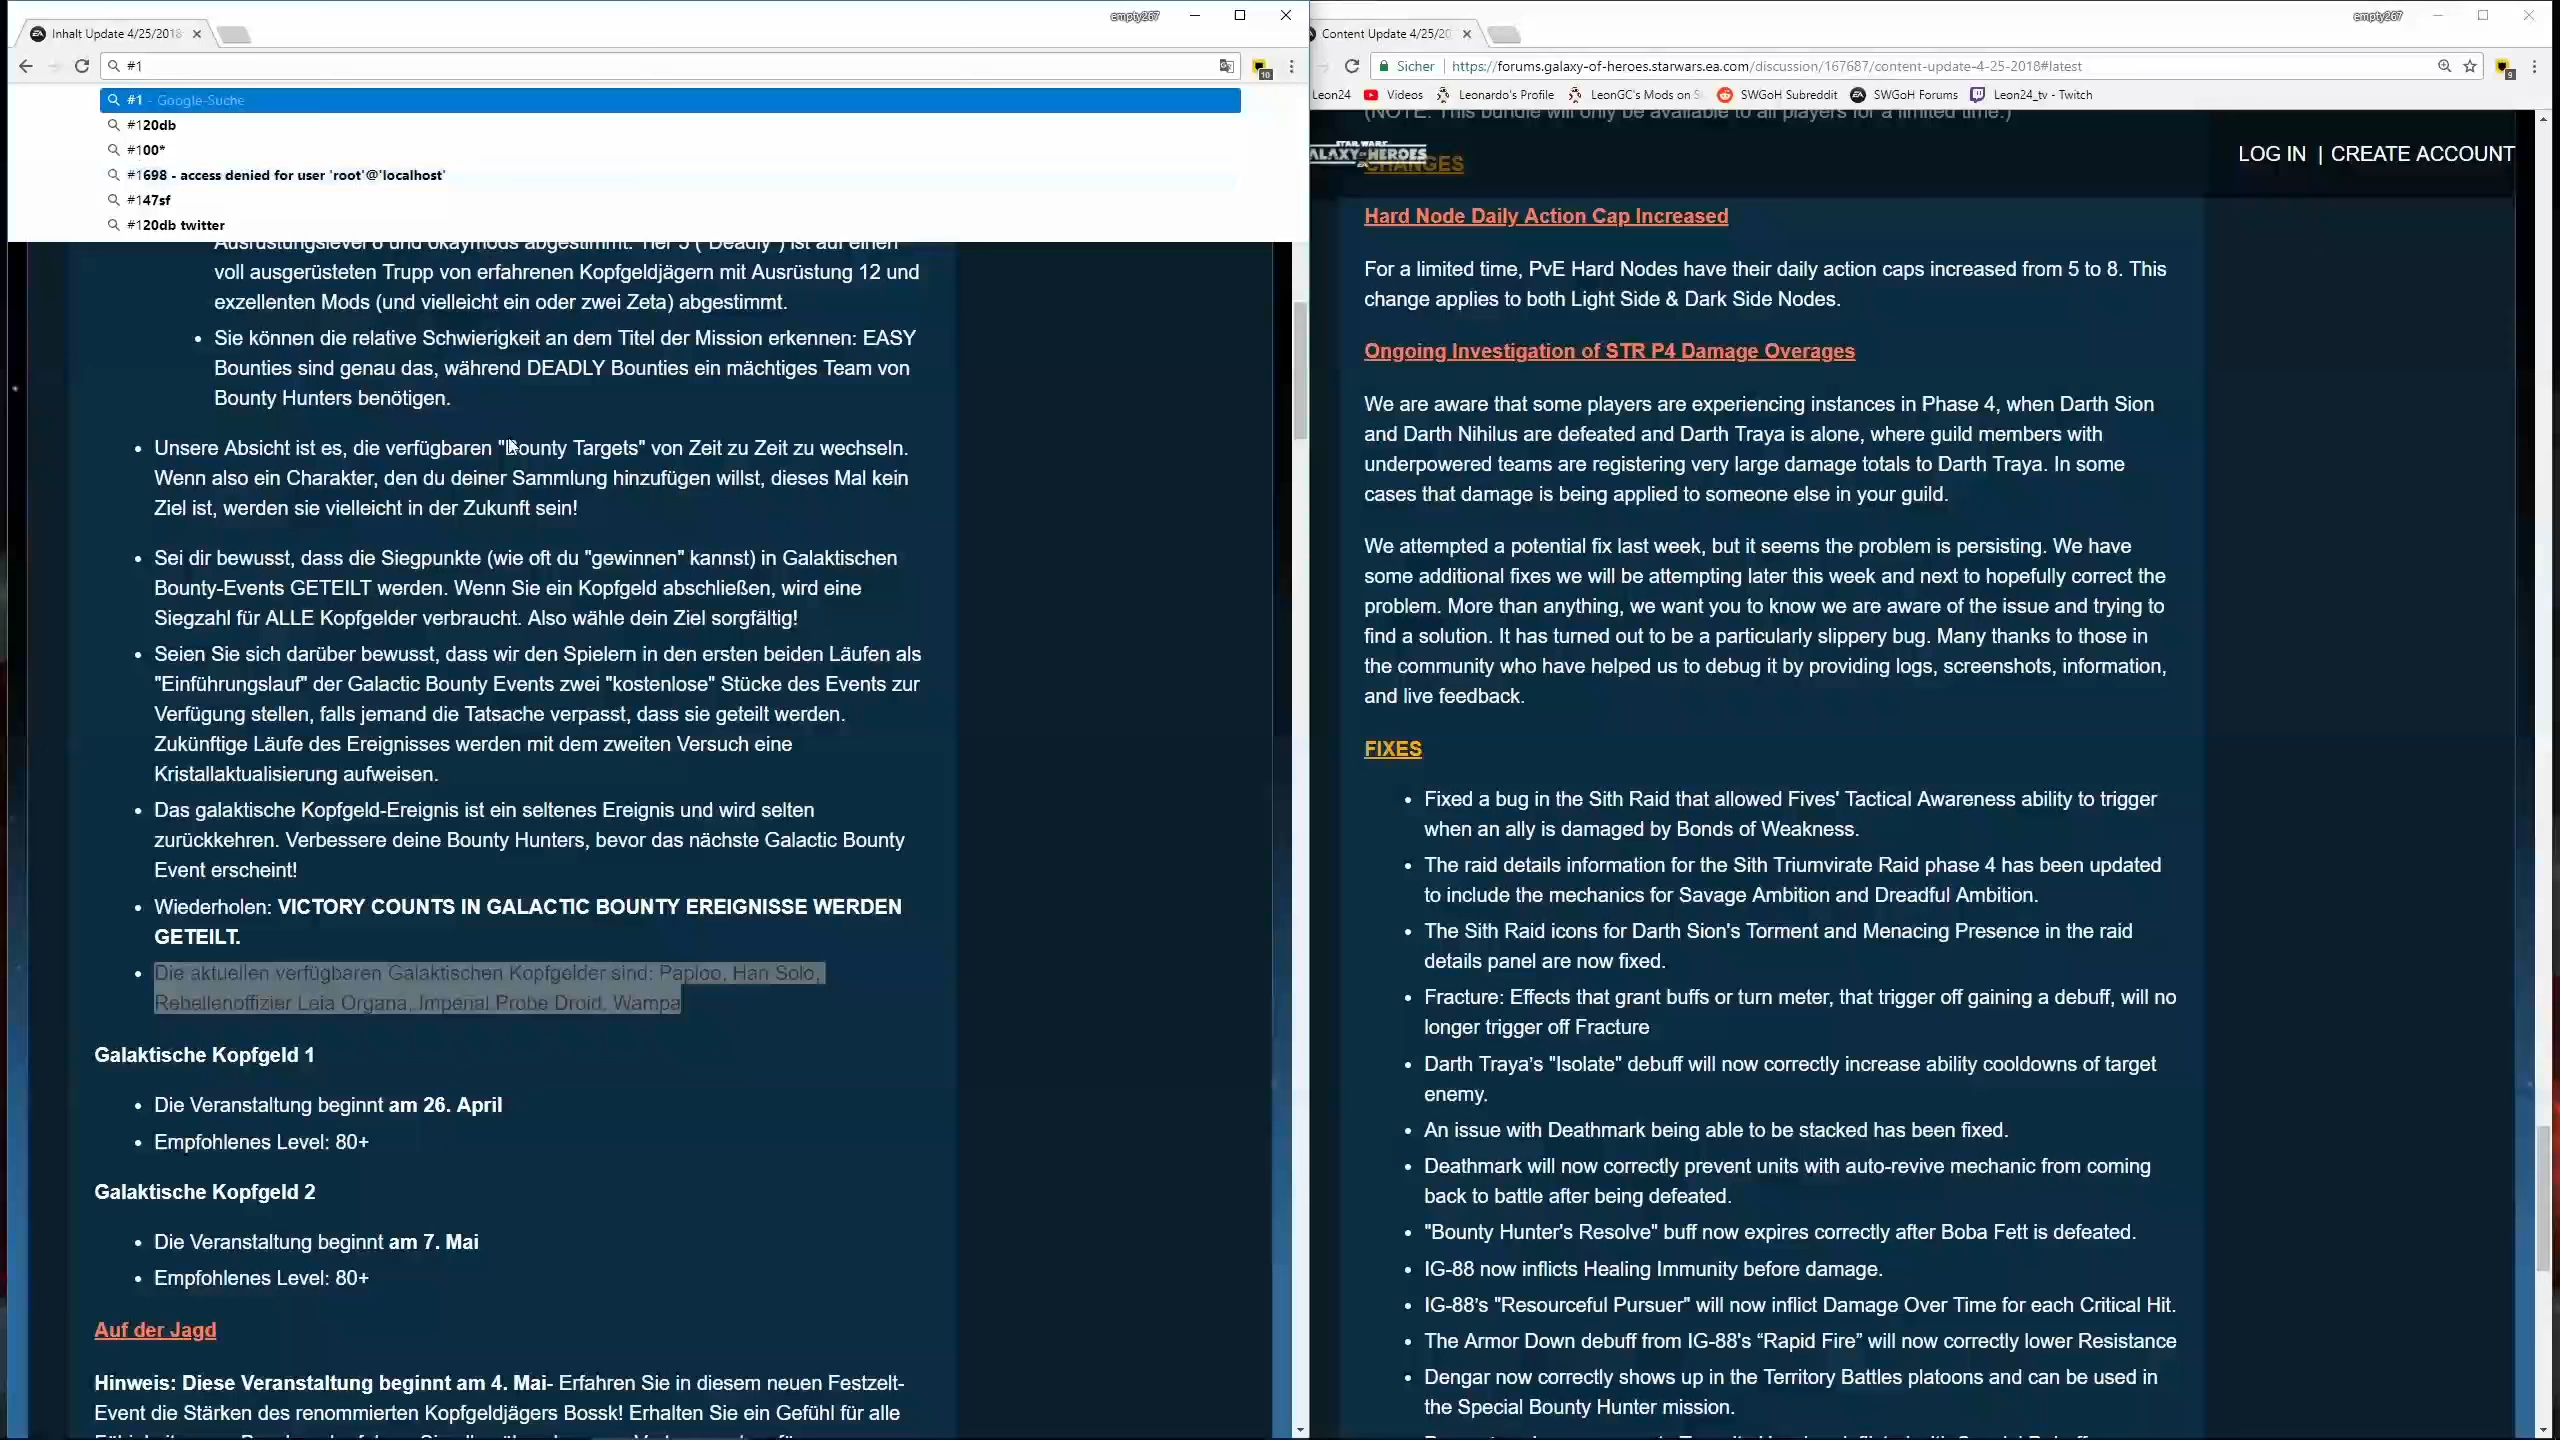 empty267
Inhalt Update 4/25/2018
#1
10
#1 - Google-Suche
#120db
#100*
#1698 - access denied for user 'root'@'localhost'
#147sf
#120db twitter
voll ausgerüsteten Trupp von erfahrenen Kopfgeldjägern mit Ausrüstung 12 und
exzellenten Mods (und vielleicht ein oder zwei Zeta) abgestimmt.
• Sie können die relative Schwierigkeit an dem Titel der Mission erkennen: EASY
Bounties sind genau das, während DEADLY Bounties ein mächtiges Team von
Bounty Hunters benötigen.
• Unsere Absicht ist es, die verfügbaren "Bounty Targets" von Zeit zu Zeit zu wechseln.
Wenn also ein Charakter, den du deiner Sammlung hinzufügen willst, dieses Mal kein
Ziel ist, werden sie vielleicht in der Zukunft sein!
• Sei dir bewusst, dass die Siegpunkte (wie oft du "gewinnen" kannst) in Galaktischen
Bounty-Events GETEILT werden. Wenn Sie ein Kopfgeld abschließen, wird eine
Siegzahl für ALLE Kopfgelder verbraucht. Also wähle dein Ziel sorgfältig!
• Seien Sie sich darüber bewusst, dass wir den Spielern in den ersten beiden Läufen als
"Einführungslauf" der Galactic Bounty Events zwei "kostenlose" Stücke des Events zur
Verfügung stellen, falls jemand die Tatsache verpasst, dass sie geteilt werden.
Zukünftige Läufe des Ereignisses werden mit dem zweiten Versuch eine
Kristallaktualisierung aufweisen.
• Das galaktische Kopfgeld-Ereignis ist ein seltenes Ereignis und wird selten
zurückkehren. Verbessere deine Bounty Hunters, bevor das nächste Galactic Bounty
Event erscheint!
• Wiederholen: VICTORY COUNTS IN GALACTIC BOUNTY EREIGNISSE WERDEN
GETEILT.
• Die aktuellen verfügbaren Galaktischen Kopfgelder sind: Paploo, Han Solo,
Rebellenoffizier Leia Organa, Imperial Probe Droid, Wampa
Galaktische Kopfgeld 1
• Die Veranstaltung beginnt am 26. April
• Empfohlenes Level: 80+
Galaktische Kopfgeld 2
• Die Veranstaltung beginnt am 7. Mai
• Empfohlenes Level: 80+
Auf der Jagd
Hinweis: Diese Veranstaltung beginnt am 4. Mai- Erfahren Sie in diesem neuen Festzelt-
Event die Stärken des renommierten Kopfgeldjägers Bossk! Erhalten Sie ein Gefühl für alle
empty267
Content Update 4/25/20
Sicher https://forums.galaxy-of-heroes.starwars.ea.com/discussion/167687/content-update-4-25-2018#latest
9
Leon24 Videos Leonardo's Profile LeonGC's Mods on S SWGoH Subreddit SWGoH Forums Leon24_tv - Twitch
(NOTE: This bundle will only be available to all players for a limited time.)
STAR WARS
GALAXY OF HEROES
CHANGES
LOG IN | CREATE ACCOUNT
Hard Node Daily Action Cap Increased
For a limited time, PvE Hard Nodes have their daily action caps increased from 5 to 8. This
change applies to both Light Side & Dark Side Nodes.
Ongoing Investigation of STR P4 Damage Overages
We are aware that some players are experiencing instances in Phase 4, when Darth Sion
and Darth Nihilus are defeated and Darth Traya is alone, where guild members with
underpowered teams are registering very large damage totals to Darth Traya. In some
cases that damage is being applied to someone else in your guild.
We attempted a potential fix last week, but it seems the problem is persisting. We have
some additional fixes we will be attempting later this week and next to hopefully correct the
problem. More than anything, we want you to know we are aware of the issue and trying to
find a solution. It has turned out to be a particularly slippery bug. Many thanks to those in
the community who have helped us to debug it by providing logs, screenshots, information,
and live feedback.
FIXES
• Fixed a bug in the Sith Raid that allowed Fives' Tactical Awareness ability to trigger
when an ally is damaged by Bonds of Weakness.
• The raid details information for the Sith Triumvirate Raid phase 4 has been updated
to include the mechanics for Savage Ambition and Dreadful Ambition.
• The Sith Raid icons for Darth Sion's Torment and Menacing Presence in the raid
details panel are now fixed.
• Fracture: Effects that grant buffs or turn meter, that trigger off gaining a debuff, will no
longer trigger off Fracture
• Darth Traya's "Isolate" debuff will now correctly increase ability cooldowns of target
enemy.
• An issue with Deathmark being able to be stacked has been fixed.
• Deathmark will now correctly prevent units with auto-revive mechanic from coming
back to battle after being defeated.
• "Bounty Hunter's Resolve" buff now expires correctly after Boba Fett is defeated.
• IG-88 now inflicts Healing Immunity before damage.
• IG-88's "Resourceful Pursuer" will now inflict Damage Over Time for each Critical Hit.
• The Armor Down debuff from IG-88's “Rapid Fire” will now correctly lower Resistance
• Dengar now correctly shows up in the Territory Battles platoons and can be used in
the Special Bounty Hunter mission.